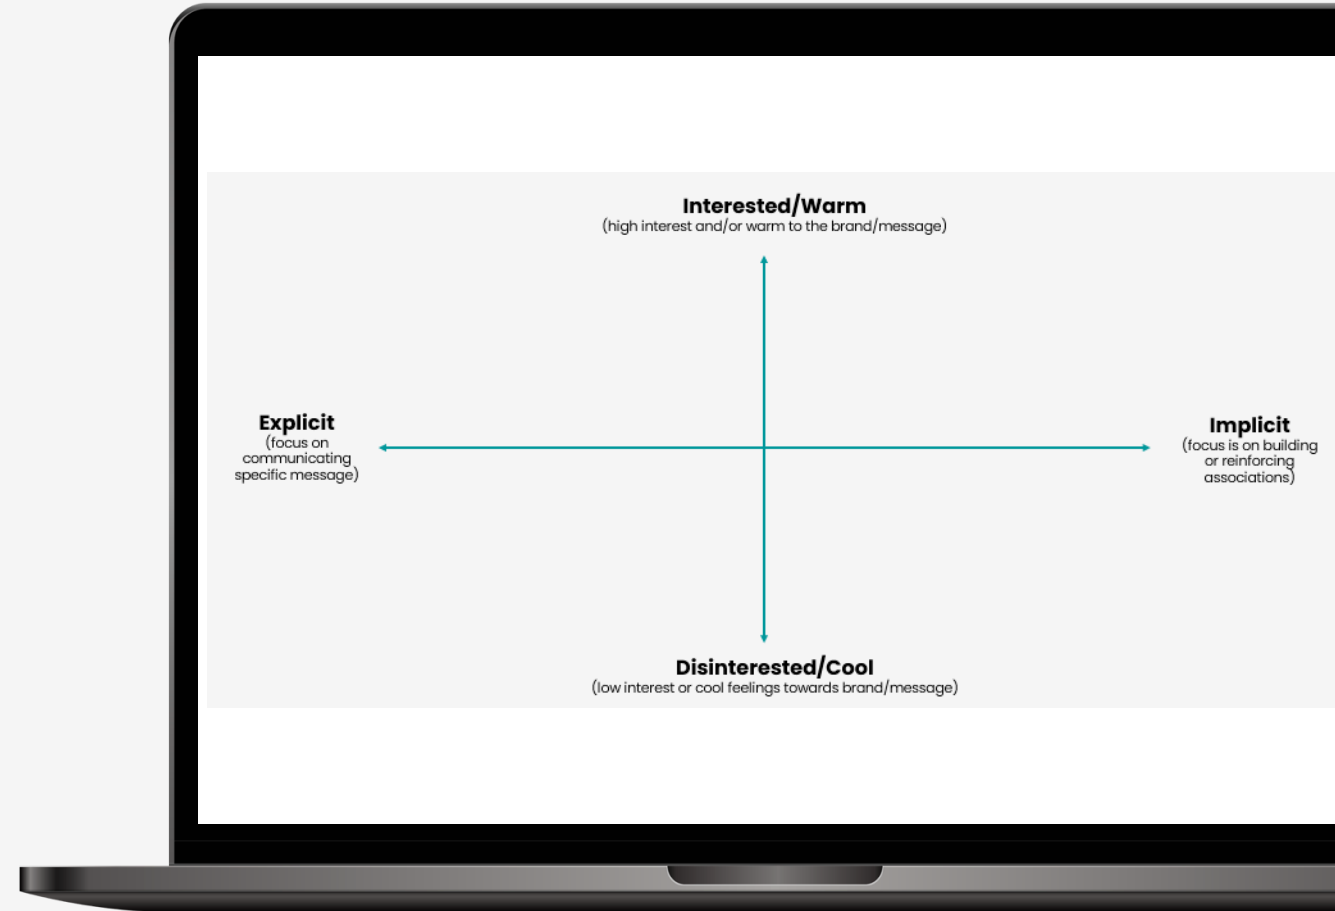 Interested/Warm
(high interest and/or warm to the brand/message)
Explicit
(focus on
communicating
specific message)
Implicit
(focus is on building
or reinforcing
associations)
Disinterested/Cool
(low interest or cool feelings towards brand/message)